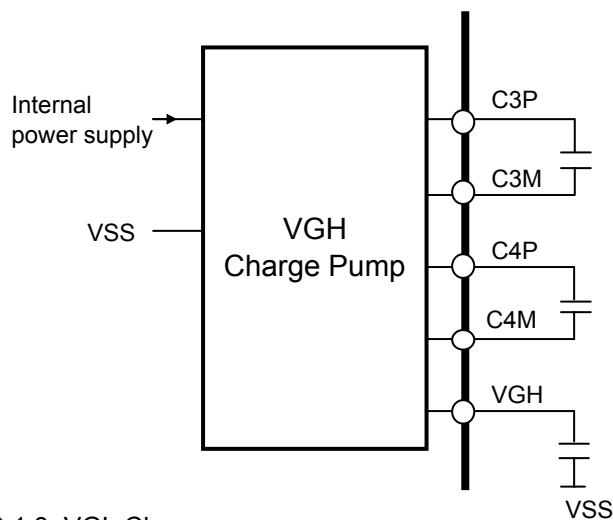 Internal
power supply
VSS
VGH
Charge Pump
C3P
C3M
C4P
C4M
VGH
VSS